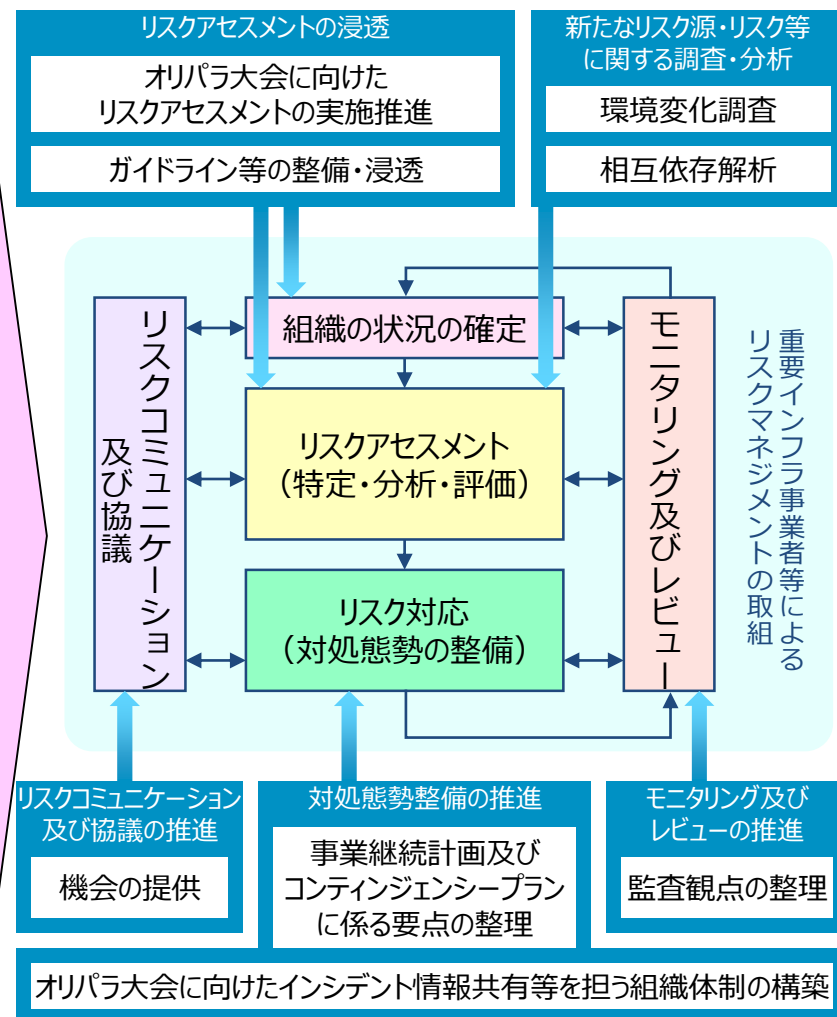 リスクアセスメントの浸透
オリパラ大会に向けた
リスクアセスメントの実施推進
ガイドライン等の整備・浸透
新たなリスク源・リスク等
に関する調査・分析
環境変化調査
相互依存解析
リスクコミュニケーション
及び協議
組織の状況の確定
リスクアセスメント
（特定・分析・評価）
リスク対応
（対処態勢の整備）
モニタリング及びレビュー
重要インフラ事業者等による
リスクマネジメントの取組
リスクコミュニケーション
及び協議の推進
機会の提供
対処態勢整備の推進
事業継続計画及び
コンティンジェンシープラン
に係る要点の整理
モニタリング及び
レビューの推進
監査観点の整理
オリパラ大会に向けたインシデント情報共有等を担う組織体制の構築